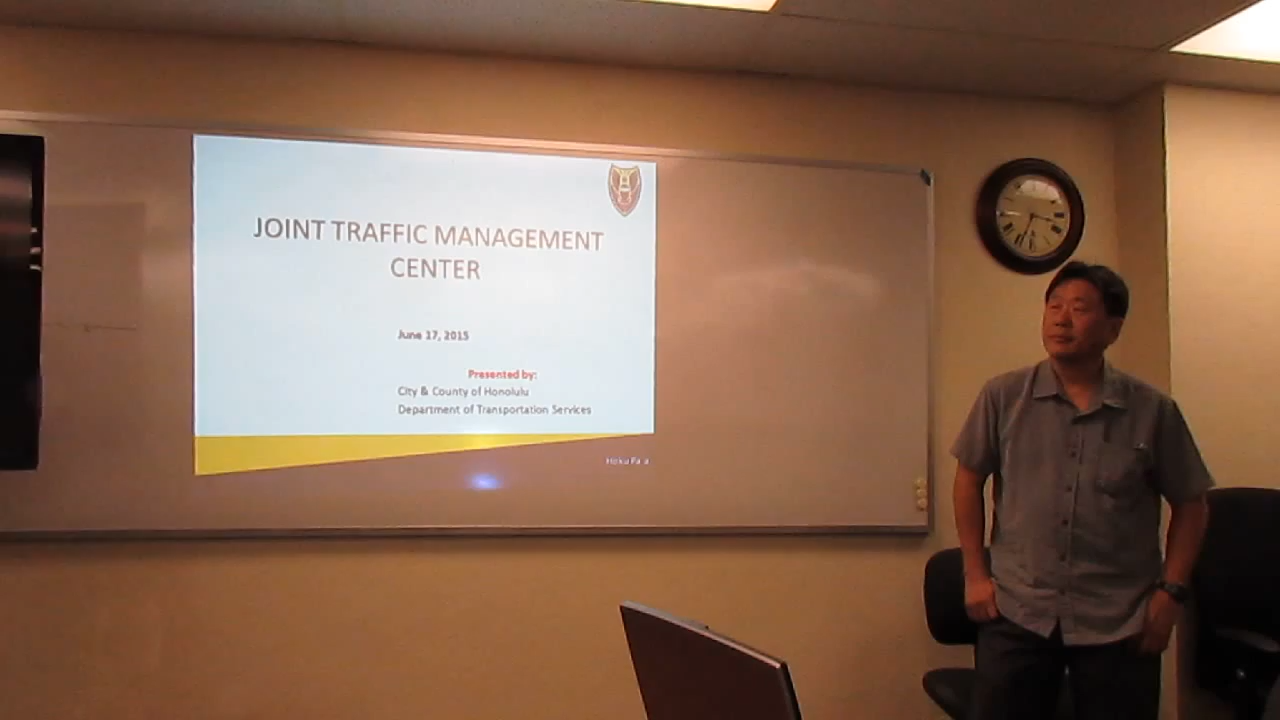 JOINT TRAFFIC MANAGEMENT
CENTER
June 17, 2015
Presented by:
City & County of Honolulu
Department of Transportation Services